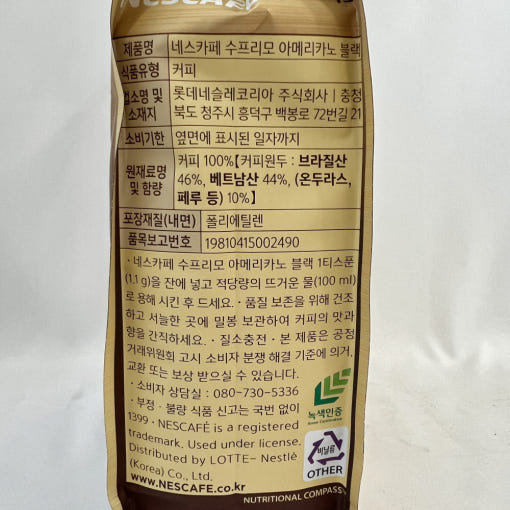 NESCAFÉ
제품명 네스카페 수프리모 아메리카노 블랙
식품유형 커피
업소명 및 소재지 롯데네슬레코리아 주식회사 | 충청
북도 청주시 흥덕구 백봉로 72번길 21
소비기한 옆면에 표시된 일자까지
원재료명 및 함량 커피 100%【커피원두 : 브라질산
46%, 베트남산 44%, (온두라스,
페루 등) 10%】
포장재질(내면) 폴리에틸렌
품목보고번호 19810415002490
· 네스카페 수프리모 아메리카노 블랙 1티스푼
(1.1 g)을 잔에 넣고 적당량의 뜨거운 물(100 ml)
로 용해 시킨 후 드세요. · 품질 보존을 위해 건조
하고 서늘한 곳에 밀봉 보관하여 커피의 맛과
향을 간직하세요. · 질소충전 · 본 제품은 공정
거래위원회 고시 소비자 분쟁 해결 기준에 의거,
교환 또는 보상 받으실 수 있습니다.
· 소비자 상담실 : 080-730-5336
· 부정 · 불량 식품 신고는 국번 없이
1399 · NESCAFÉ is a registered
trademark. Used under license.
Distributed by LOTTE- Nestlé
(Korea) Co., Ltd.
www.NESCAFE.co.kr
녹색인증
Green Certification
비닐류
OTHER
NUTRITIONAL COMPASS